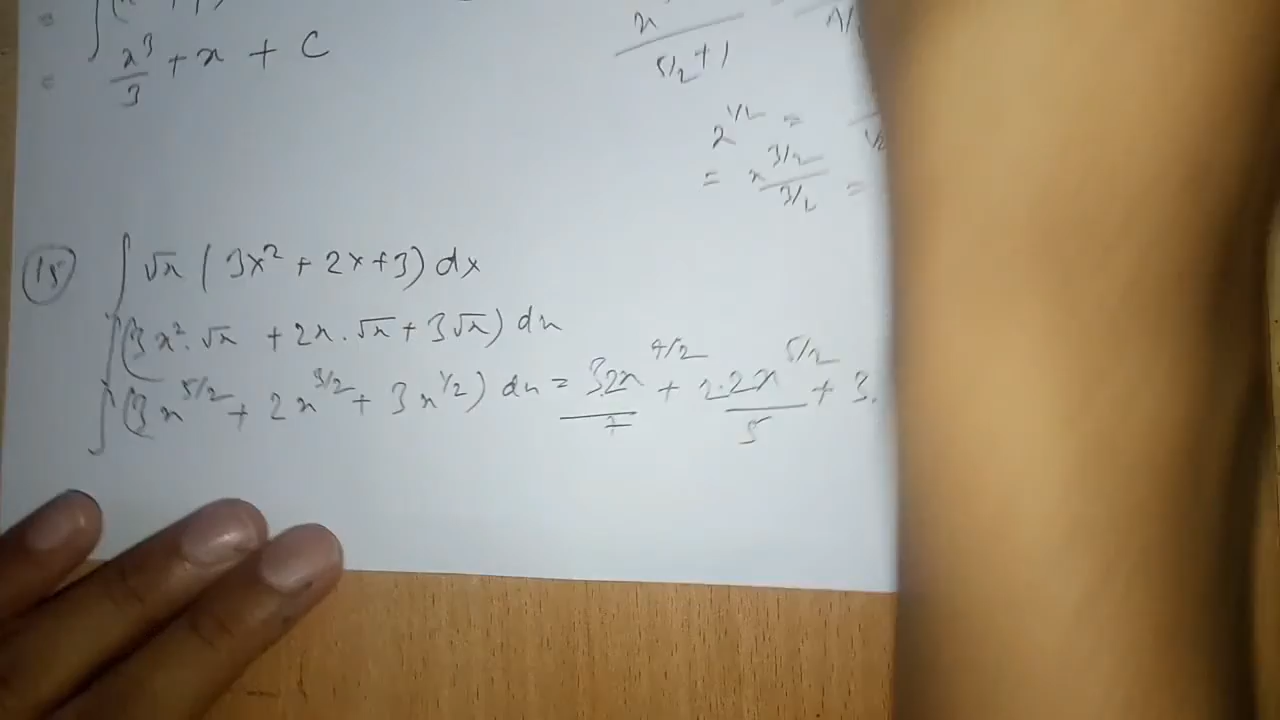 x³/3 + x + C
5/2+1
2^{1/2} =
= x^{3/2}/3/2 =
(15) ∫ √x (3x² + 2x + 3) dx
∫(3x².√x + 2x.√x + 3√x) dx
∫(3x^{5/2} + 2x^{3/2} + 3x^{1/2}) dx = 3.2x^{7/2}/7 + 2.2x^{5/2}/5 + 3.